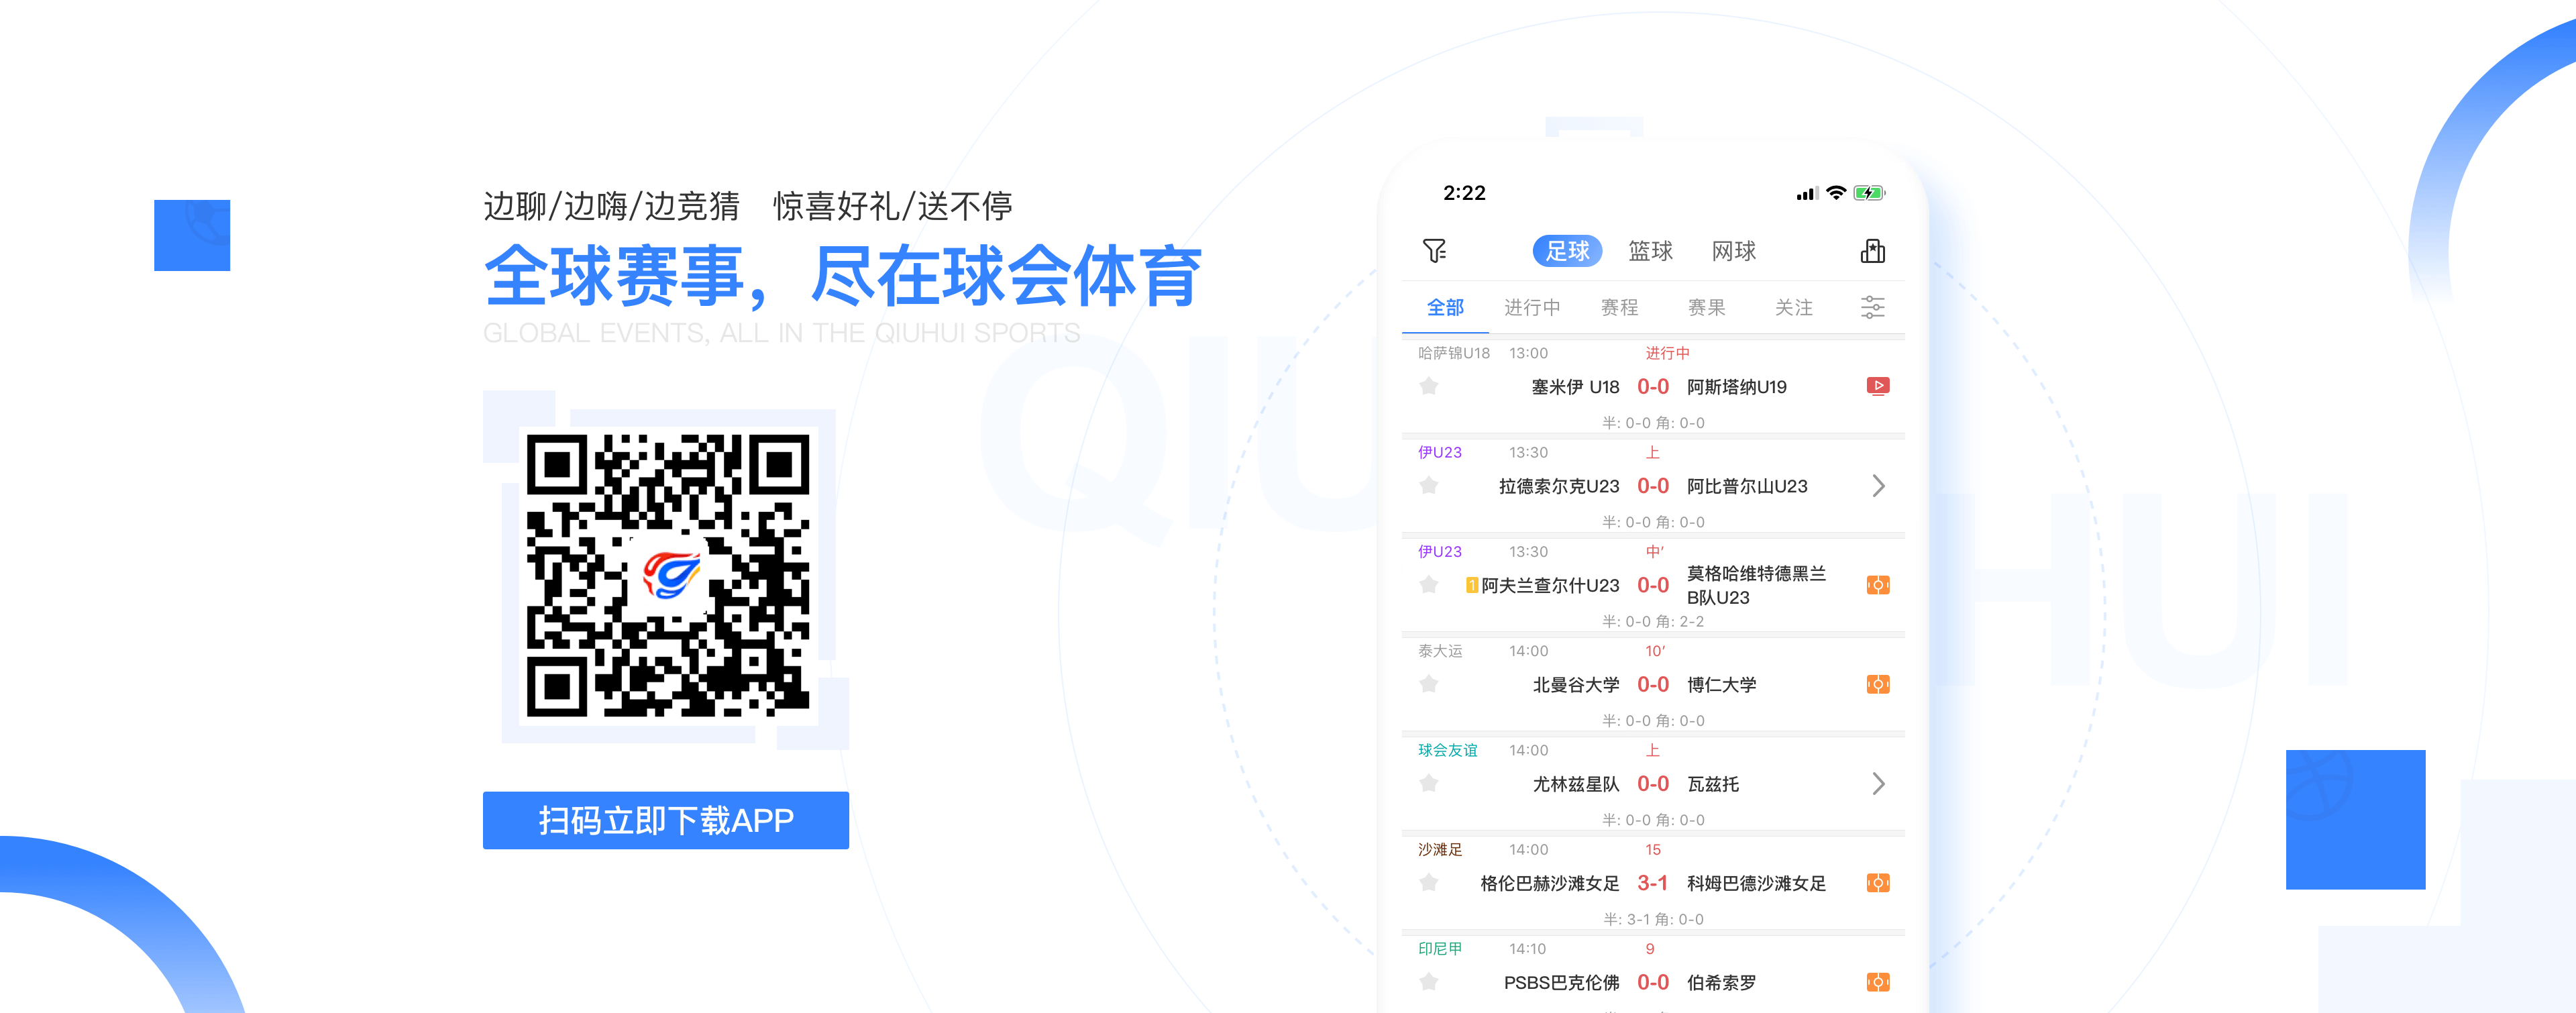 边聊/边嗨/边竞猜 惊喜好礼/送不停
全球赛事，尽在球会体育
GLOBAL EVENTS, ALL IN THE QIUHUI SPORTS
扫码立即下载APP
2:22
足球 篮球 网球
全部 进行中 赛程 赛果 关注
哈萨锦U18 13:00 进行中
塞米伊 U18 0-0 阿斯塔纳U19
半: 0-0 角: 0-0
伊U23 13:30 上
拉德索尔克U23 0-0 阿比普尔山U23
半: 0-0 角: 0-0
伊U23 13:30 中'
1 阿夫兰查尔什U23 0-0 莫格哈维特德黑兰
B队U23
半: 0-0 角: 2-2
泰大运 14:00 10'
北曼谷大学 0-0 博仁大学
半: 0-0 角: 0-0
球会友谊 14:00 上
尤林兹星队 0-0 瓦兹托
半: 0-0 角: 0-0
沙滩足 14:00 15
格伦巴赫沙滩女足 3-1 科姆巴德沙滩女足
半: 3-1 角: 0-0
印尼甲 14:10 9
PSBS巴克伦佛 0-0 伯希索罗